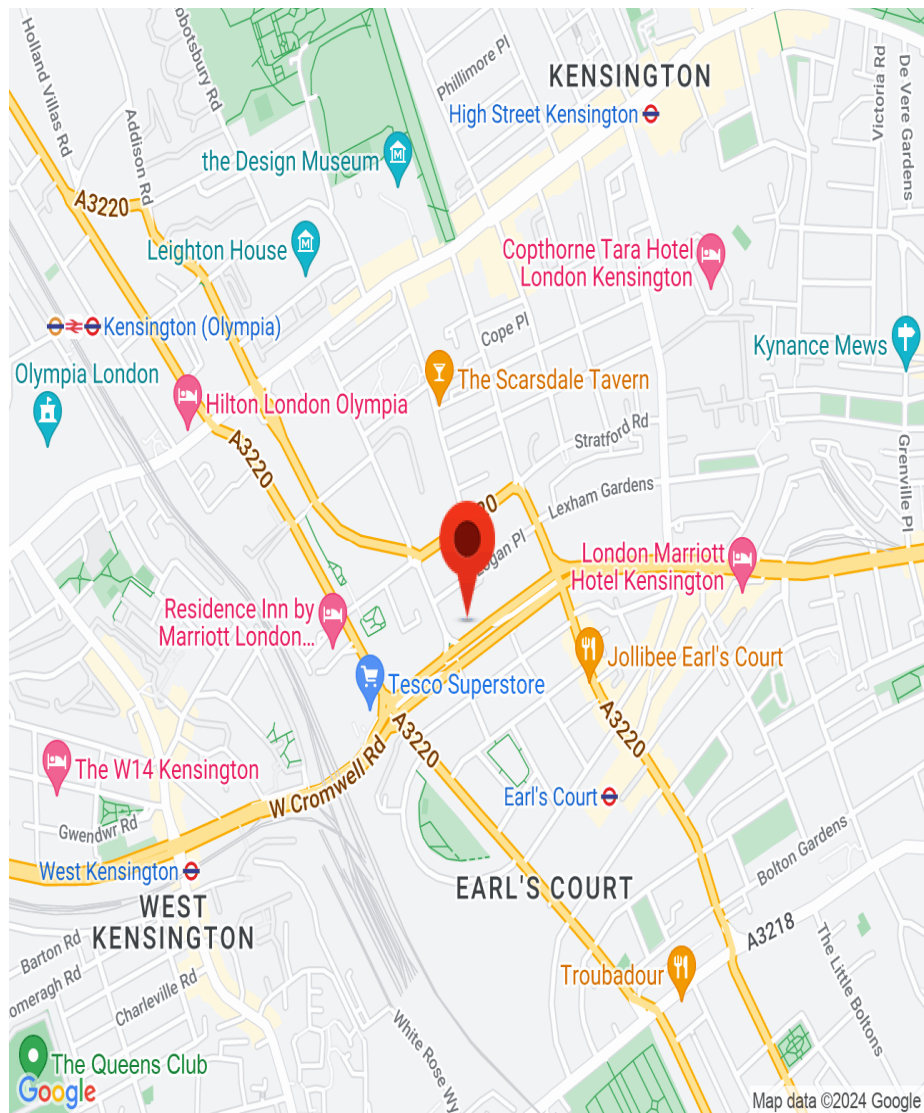 Holland Villas Rd
Addison Rd
Phillimore Pl
KENSINGTON
High Street Kensington
Victoria Rd
De Vere Gardens
the Design Museum
A3220
Leighton House
Copthorne Tara Hotel
London Kensington
Kensington (Olympia)
Cope Pl
Kynance Mews
Olympia London
The Scarsdale Tavern
Hilton London Olympia
Stratford Rd
A3220
Grenville Pl
Lexham Gardens
London Marriott
Hotel Kensington
Residence Inn by
Marriott London...
Jollibee Earl's Court
Tesco Superstore
A3220
A3220
The W14 Kensington
W Cromwell Rd
Earl's Court
Gwendwr Rd
Bolton Gardens
West Kensington
EARL'S COURT
WEST
KENSINGTON
A3218
Barton Rd
Troubadour
The Little Boltons
Charleville Rd
White Rose Wy
The Queens Club
Google
Map data ©2024 Google